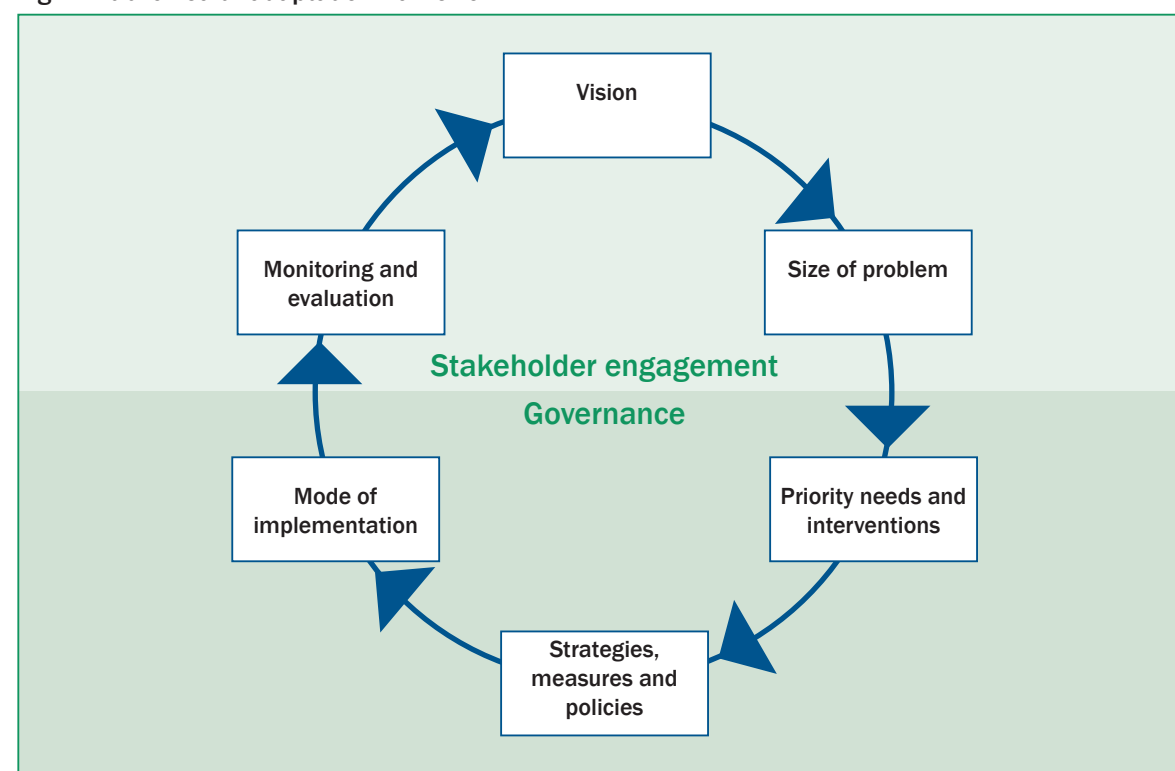 Vision
Size of problem
Monitoring and
evaluation
Stakeholder engagement
Governance
Priority needs and
interventions
Mode of
implementation
Strategies,
measures and
policies